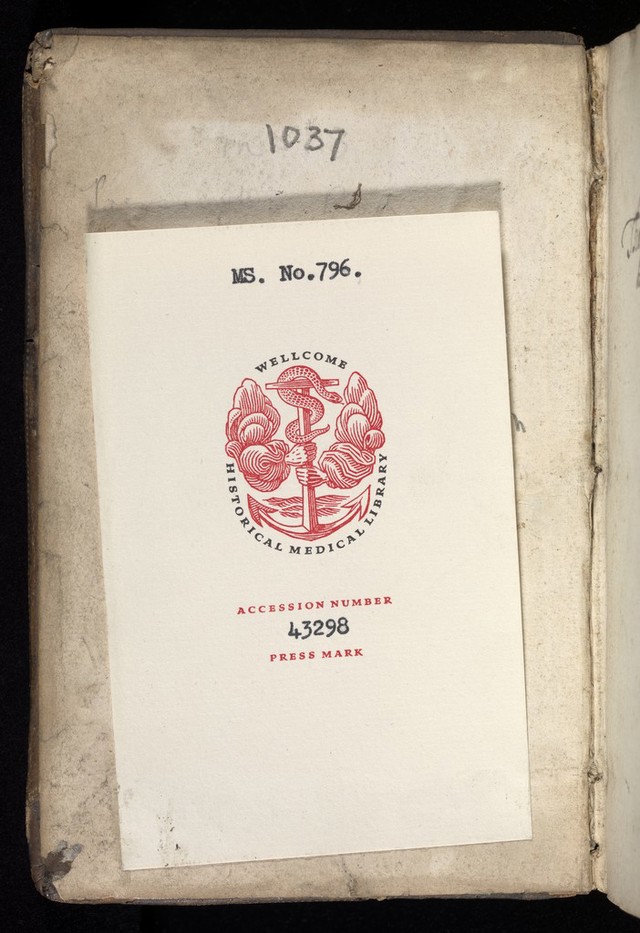 1037
MS. No.796.
WELLCOME
HISTORICAL MEDICAL LIBRARY
ACCESSION NUMBER
43298
PRESS MARK